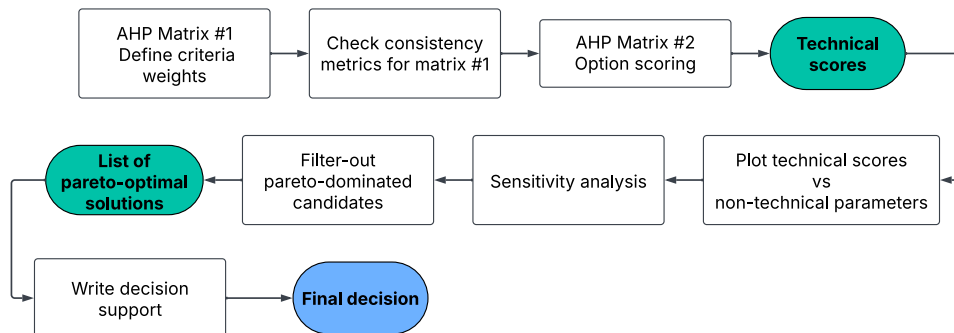 AHP Matrix #1
Define criteria
weights
Check consistency
metrics for matrix #1
AHP Matrix #2
Option scoring
Technical
scores
List of
pareto-optimal
solutions
Filter-out
pareto-dominated
candidates
Sensitivity analysis
Plot technical scores
vs
non-technical parameters
Write decision
support
Final decision